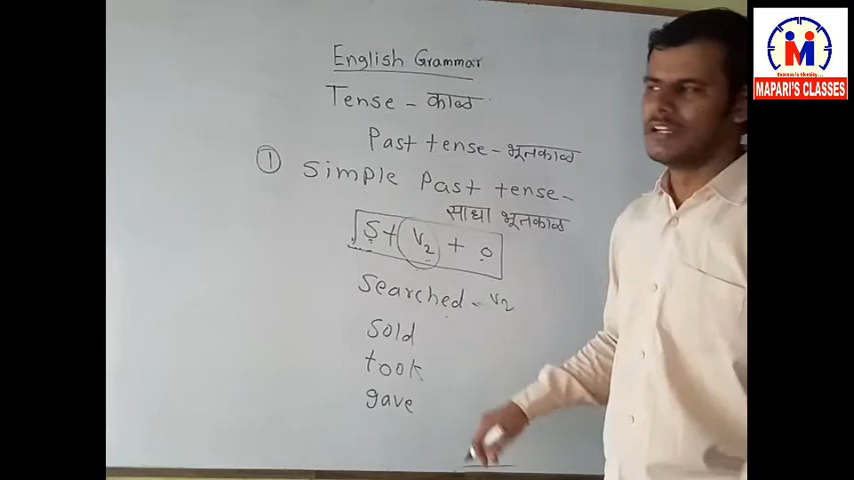 English Grammar
Tense - काळ
Past tense - भूतकाळ
① Simple Past tense -
साधा भूतकाळ
S + V2 + O
Searched - V2
Sold
took
gave
M
MAPARI'S CLASSES